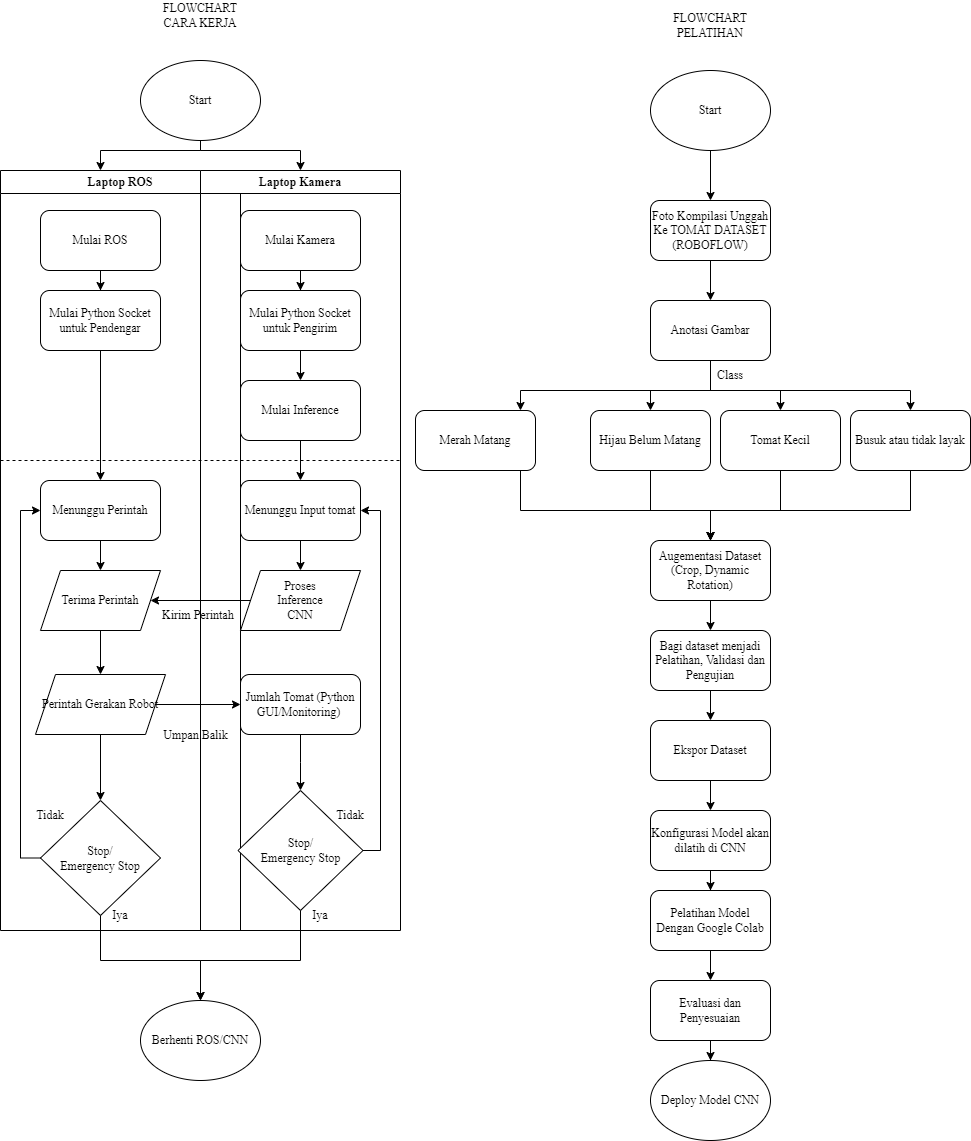 FLOWCHART
CARA KERJA
Start
Laptop ROS
Laptop Kamera
Mulai ROS
Mulai Kamera
Mulai Python Socket
untuk Pendengar
Mulai Python Socket
untuk Pengirim
Mulai Inference
Menunggu Perintah
Menunggu Input tomat
Terima Perintah
Proses
Inference
CNN
Kirim Perintah
Perintah Gerakan Robot
Jumlah Tomat (Python
GUI/Monitoring)
Umpan Balik
Tidak
Tidak
Stop/
Emergency Stop
Stop/
Emergency Stop
Iya
Iya
Berhenti ROS/CNN
FLOWCHART
PELATIHAN
Start
Foto Kompilasi Unggah
Ke TOMAT DATASET
(ROBOFLOW)
Anotasi Gambar
Class
Merah Matang
Hijau Belum Matang
Tomat Kecil
Busuk atau tidak layak
Augementasi Dataset
(Crop, Dynamic
Rotation)
Bagi dataset menjadi
Pelatihan, Validasi dan
Pengujian
Ekspor Dataset
Konfigurasi Model akan
dilatih di CNN
Pelatihan Model
Dengan Google Colab
Evaluasi dan
Penyesuaian
Deploy Model CNN